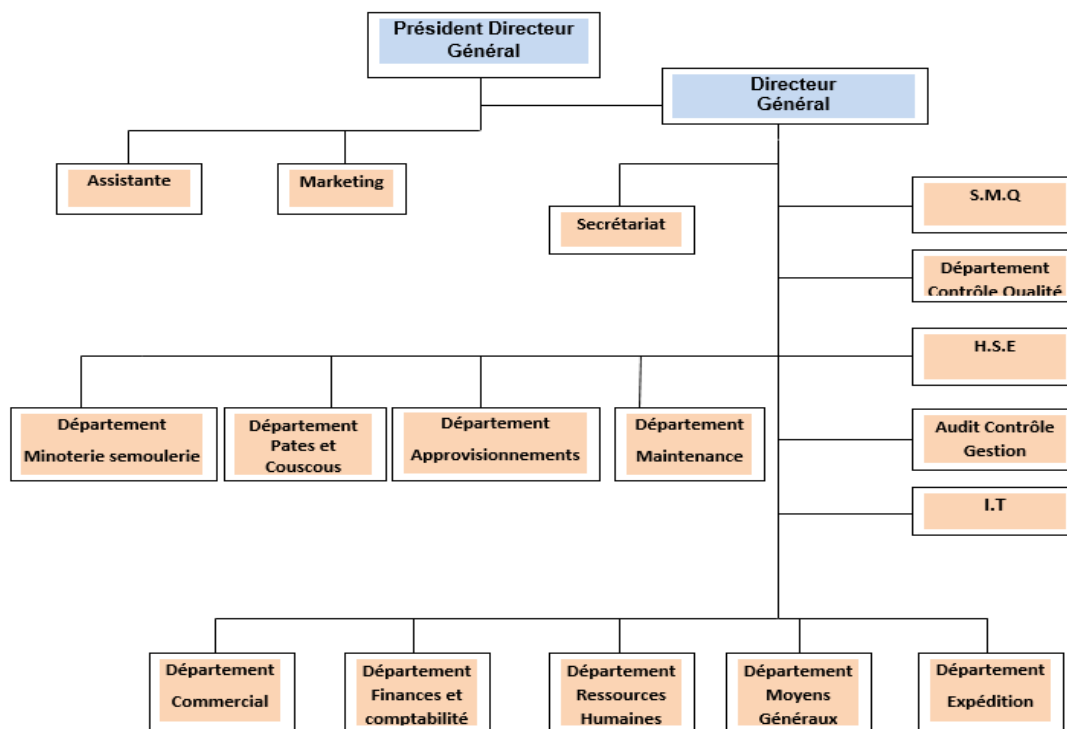 Président Directeur
Général
Directeur
Général
Assistante
Marketing
Secrétariat
S.M.Q
Département
Contrôle Qualité
H.S.E
Département
Minoterie semoulerie
Département
Pates et
Couscous
Département
Approvisionnements
Département
Maintenance
Audit Contrôle
Gestion
I.T
Département
Commercial
Département
Finances et
comptabilité
Département
Ressources
Humaines
Département
Moyens
Généraux
Département
Expédition